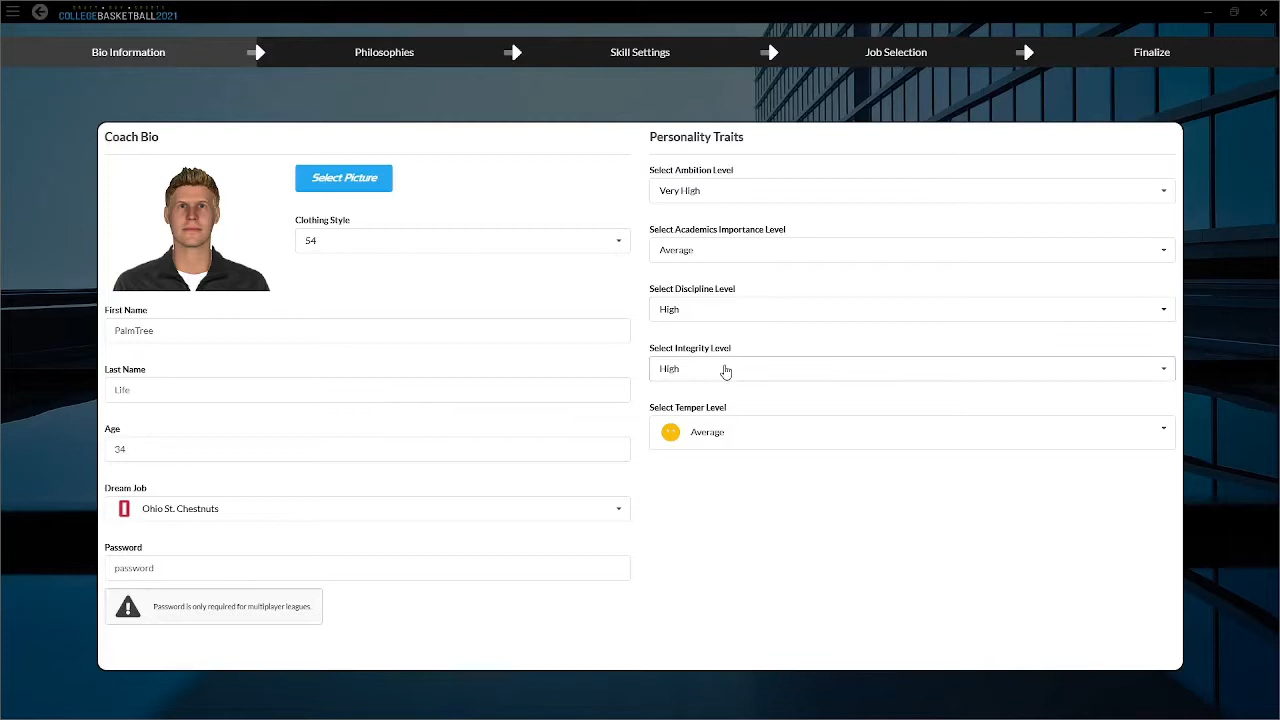 DRAFT DAY SPORTS
COLLEGEBASKETBALL2021
Bio Information
Philosophies
Skill Settings
Job Selection
Finalize
Coach Bio
Select Picture
Clothing Style
54
First Name
PalmTree
Last Name
Life
Age
34
Dream Job
Ohio St. Chestnuts
Password
password
Password is only required for multiplayer leagues.
Personality Traits
Select Ambition Level
Very High
Select Academics Importance Level
Average
Select Discipline Level
High
Select Integrity Level
High
Select Temper Level
Average